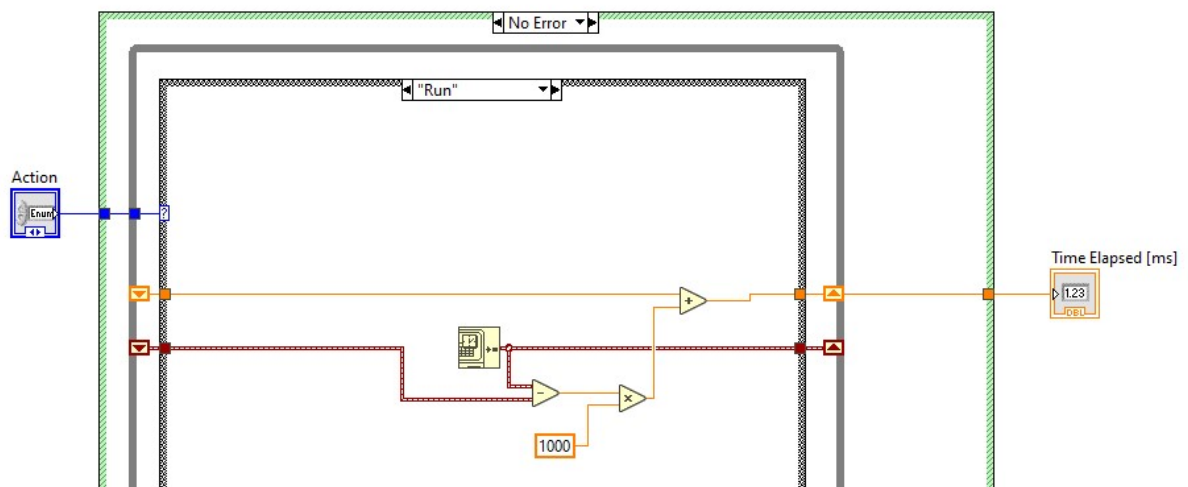 No Error
"Run"
Action
Enum
?
Time Elapsed [ms]
1.23
DBL
+
-
x
1000